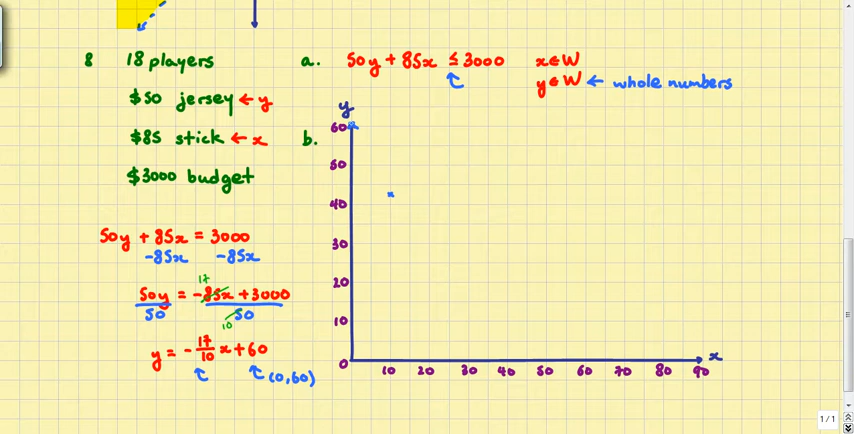 8 18 players
$50 jersey ← y
$85 stick ← x
$3000 budget
50y + 85x = 3000
-85x -85x
50y = -85x + 3000
17
50 50
10
y = -17/10 x + 60
(0,60)
a. 50y + 85x ≤ 3000 x∈W
y∈W ← whole numbers
b.
y
60
50
40
30
20
10
0 10 20 30 40 50 60 70 80 90 x
1/1